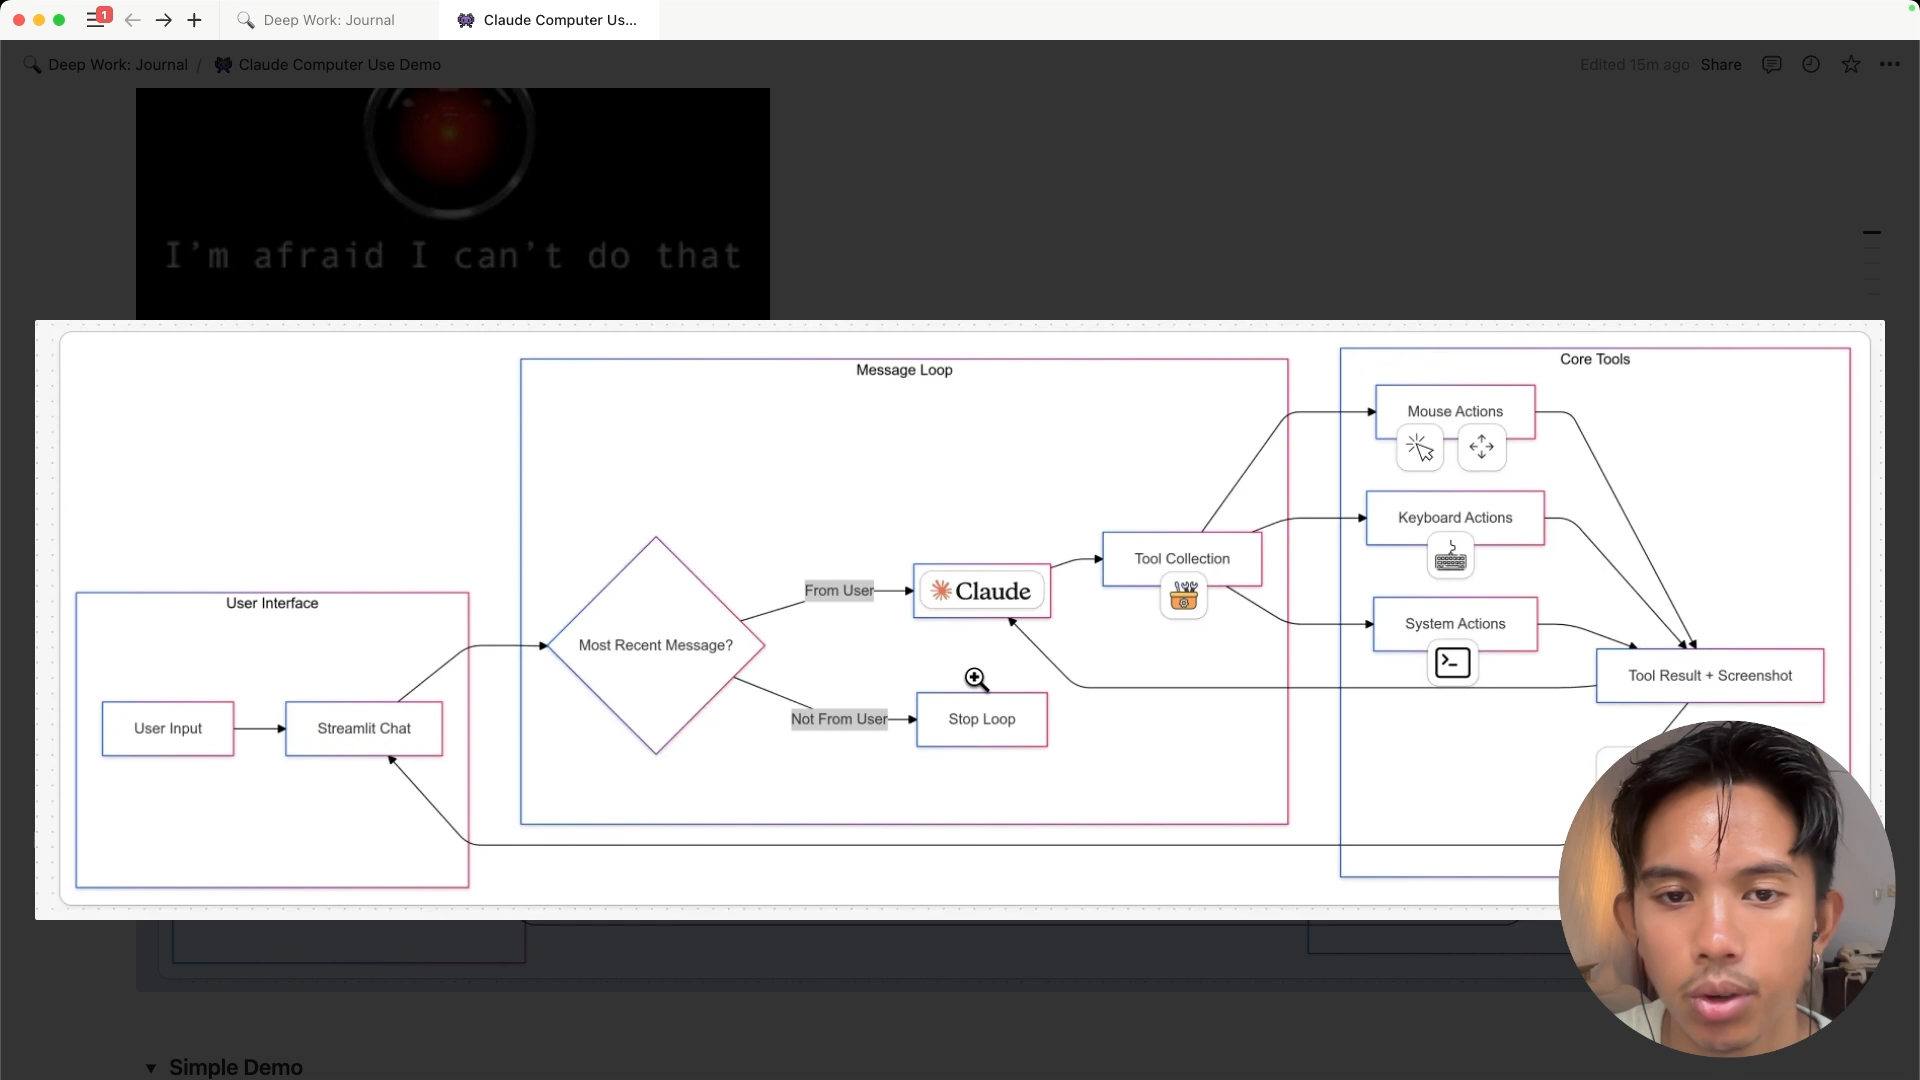 1
Deep Work: Journal
Claude Computer Us...
Deep Work: Journal / Claude Computer Use Demo
Edited 15m ago
Share
I'm afraid I can't do that
Message Loop
Core Tools
Mouse Actions
Keyboard Actions
Tool Collection
From User
Claude
User Interface
System Actions
Most Recent Message?
Tool Result + Screenshot
Not From User
Stop Loop
User Input
Streamlit Chat
Simple Demo